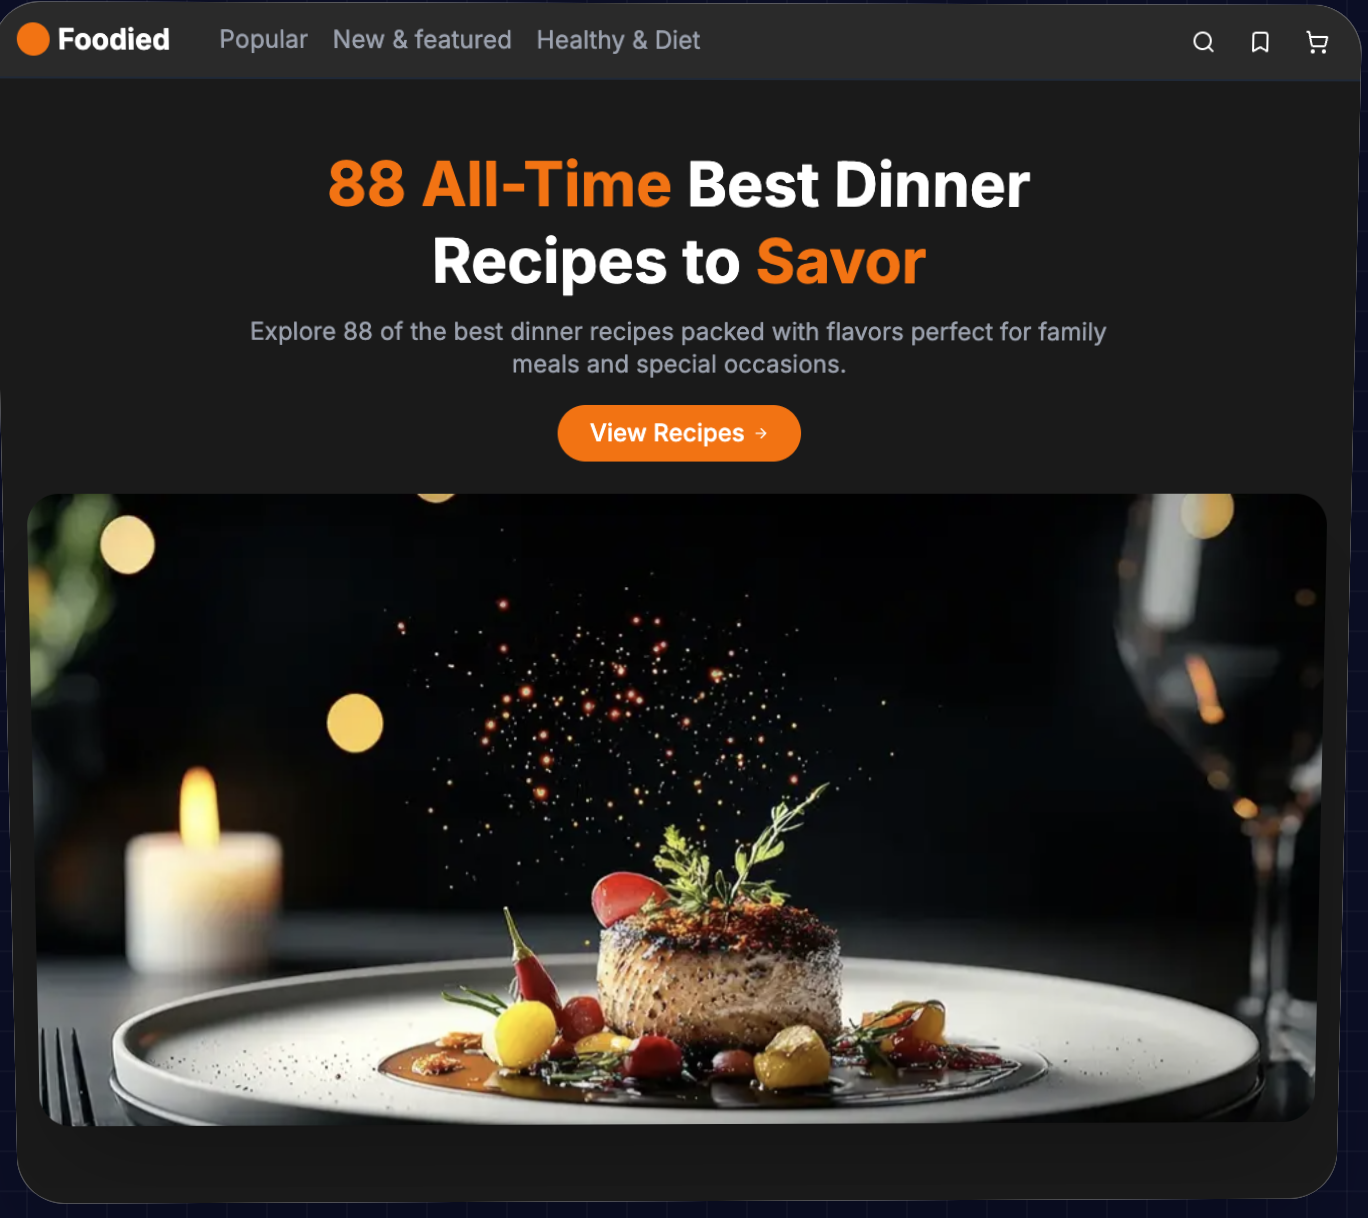 Foodied
Popular
New & featured
Healthy & Diet
88 All-Time Best Dinner
Recipes to Savor
Explore 88 of the best dinner recipes packed with flavors perfect for family
meals and special occasions.
View Recipes →